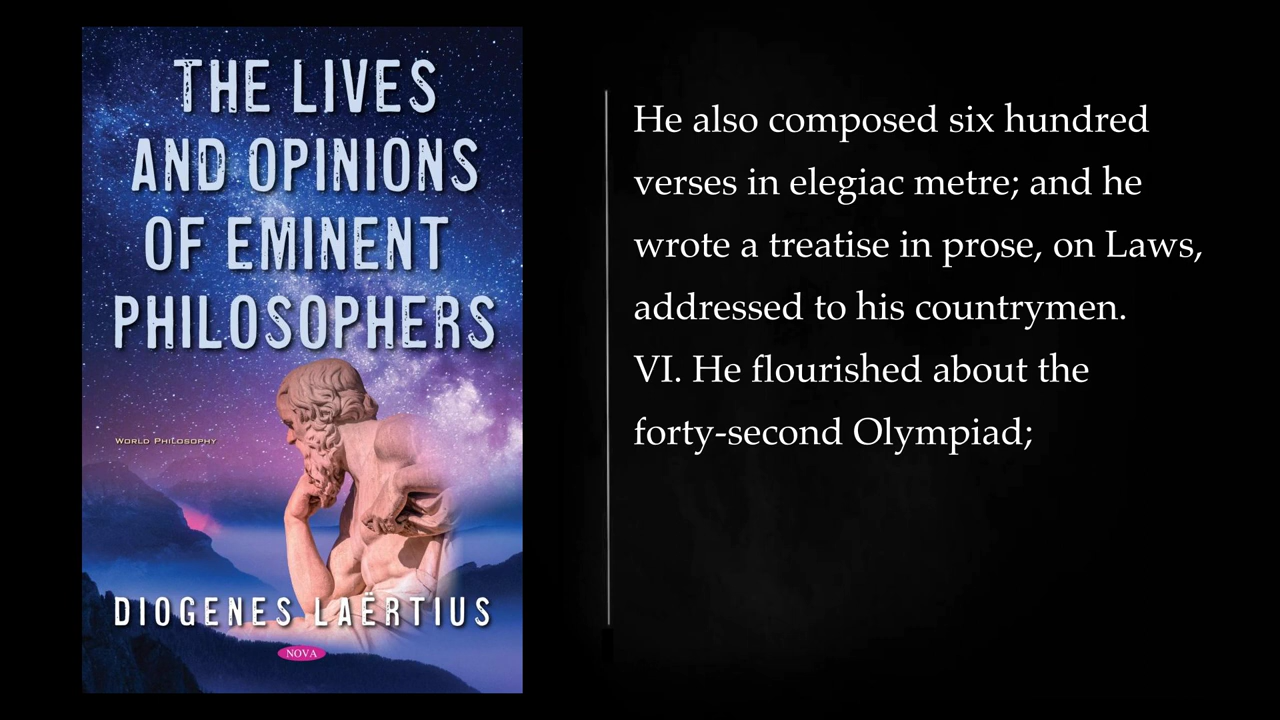 THE LIVES
AND OPINIONS
OF EMINENT
PHILOSOPHERS
WORLD PHILOSOPHY
DIOGENES LAËRTIUS
NOVA
He also composed six hundred
verses in elegiac metre; and he
wrote a treatise in prose, on Laws,
addressed to his countrymen.
VI. He flourished about the
forty-second Olympiad;